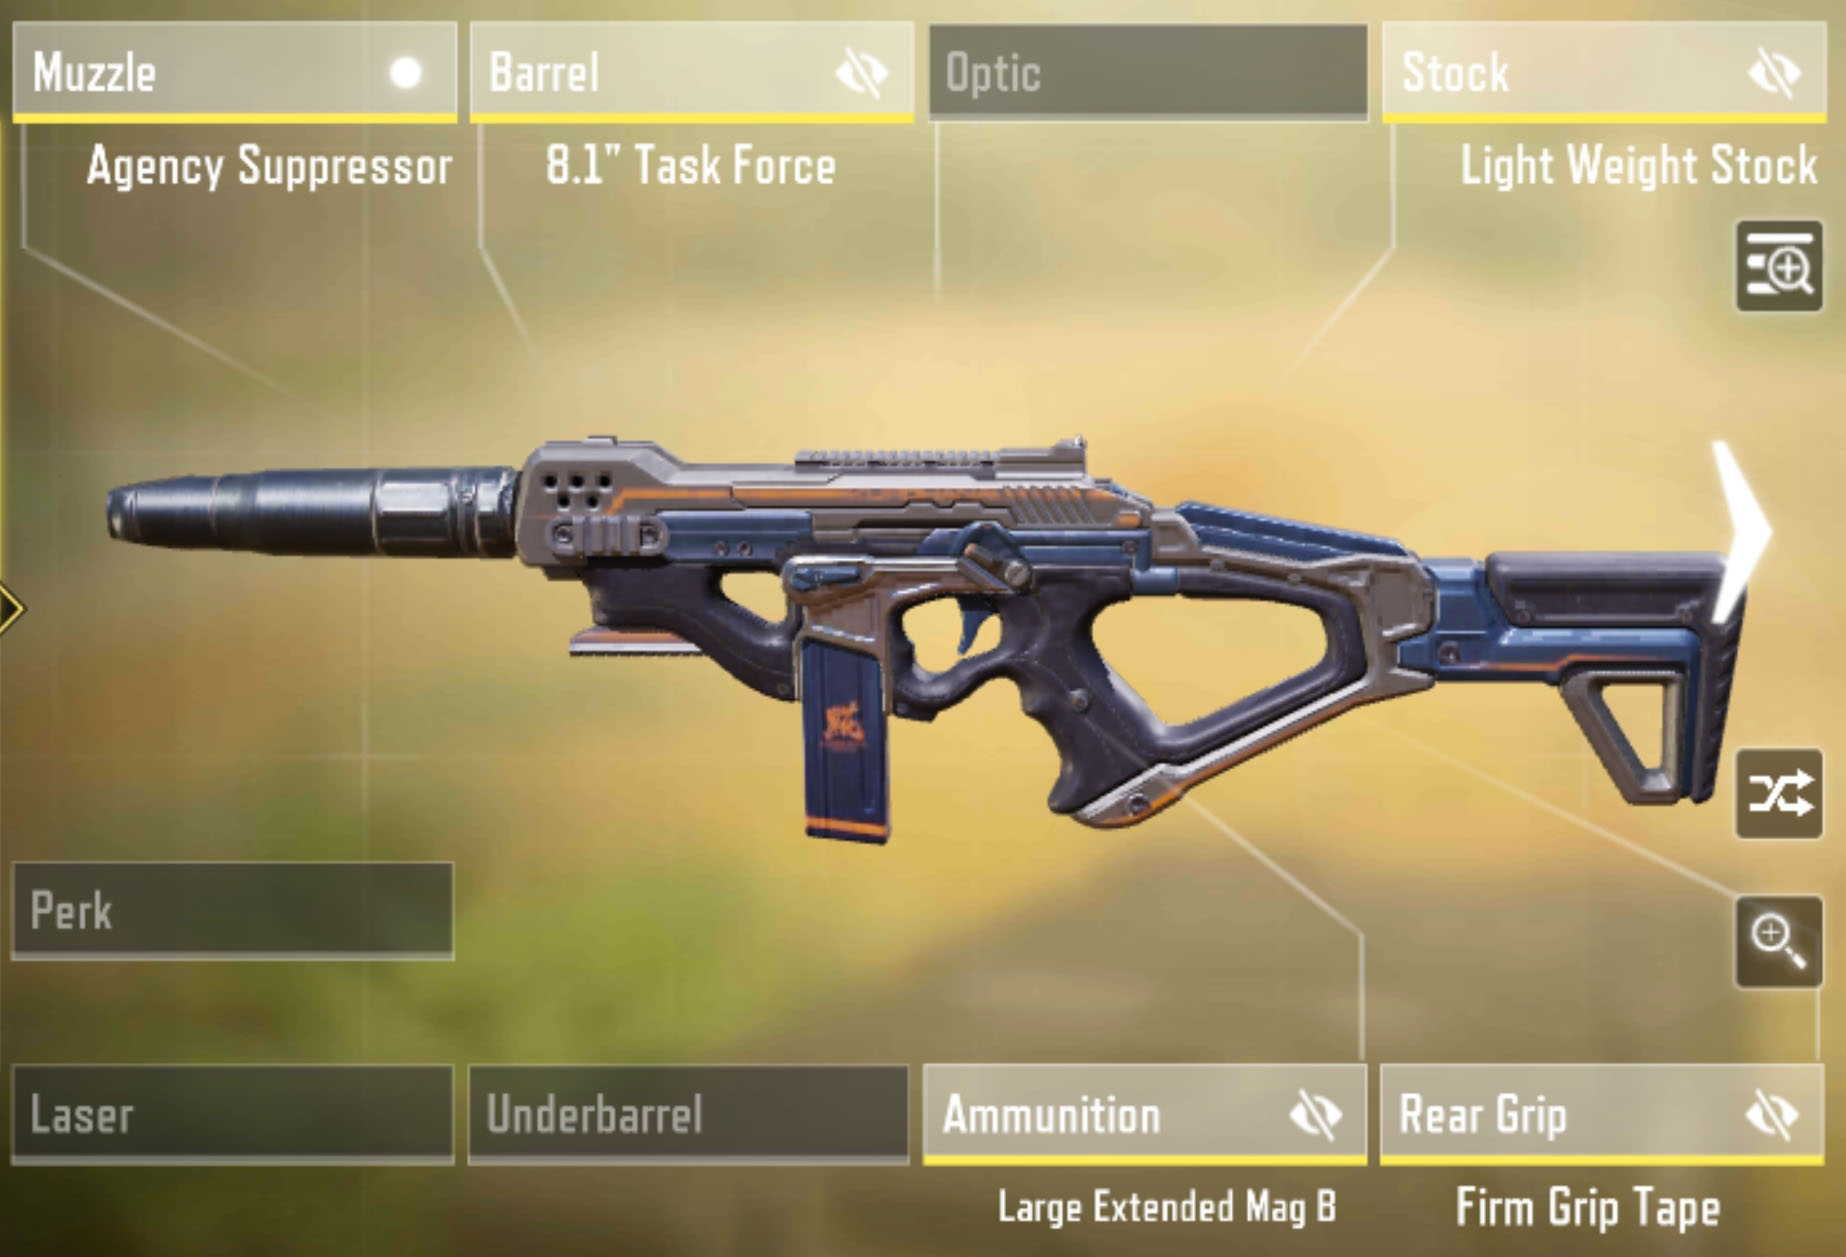 Muzzle
Barrel
Optic
Stock
Agency Suppressor
8.1” Task Force
Light Weight Stock
Perk
Laser
Underbarrel
Ammunition
Rear Grip
Large Extended Mag B
Firm Grip Tape